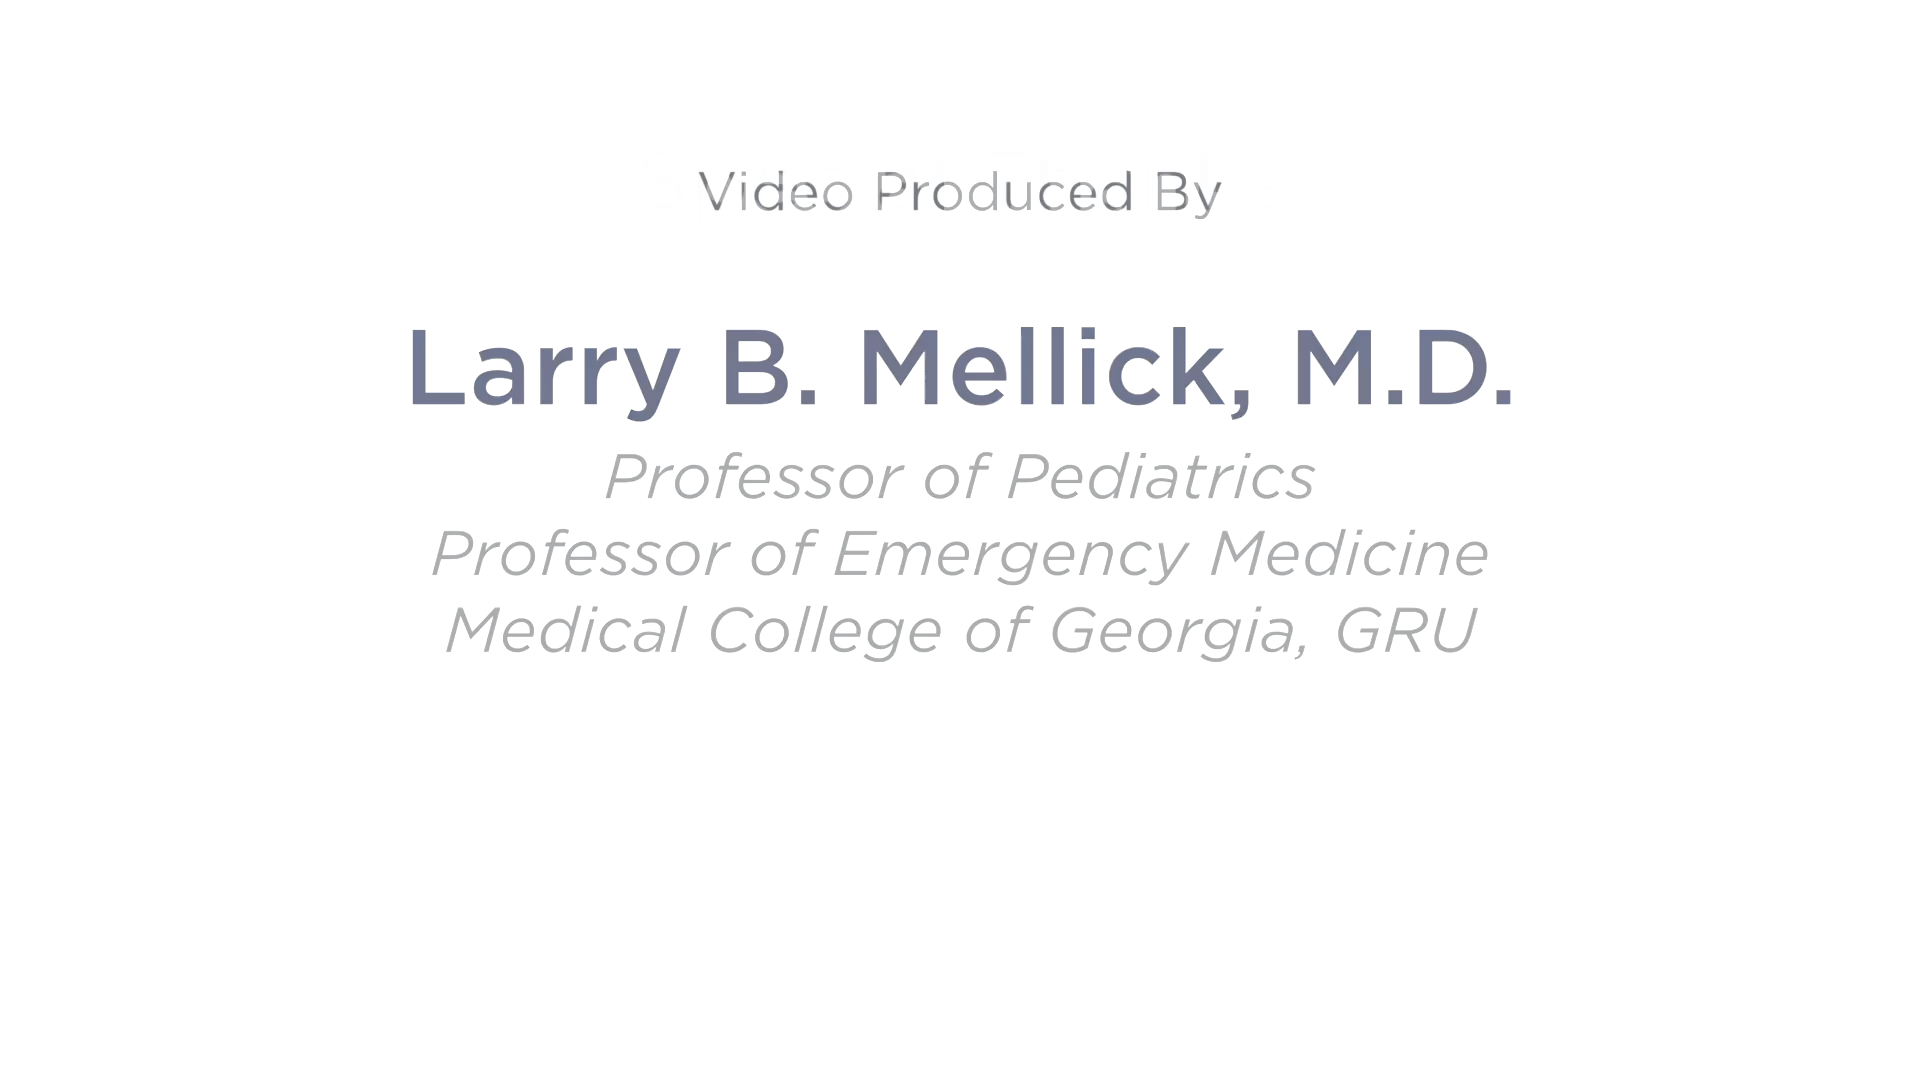 Video Produced By
Larry B. Mellick, M.D.
Professor of Pediatrics
Professor of Emergency Medicine
Medical College of Georgia, GRU